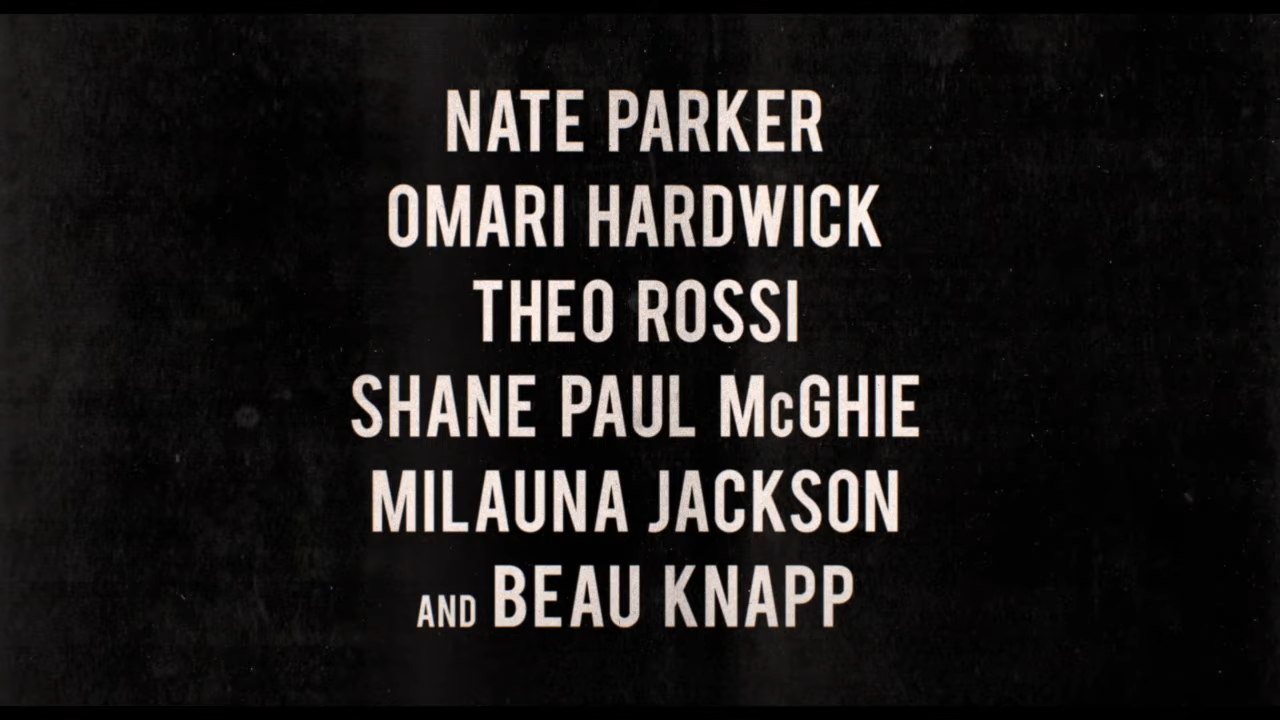 NATE PARKER
OMARI HARDWICK
THEO ROSSI
SHANE PAUL McGHIE
MILAUNA JACKSON
AND BEAU KNAPP